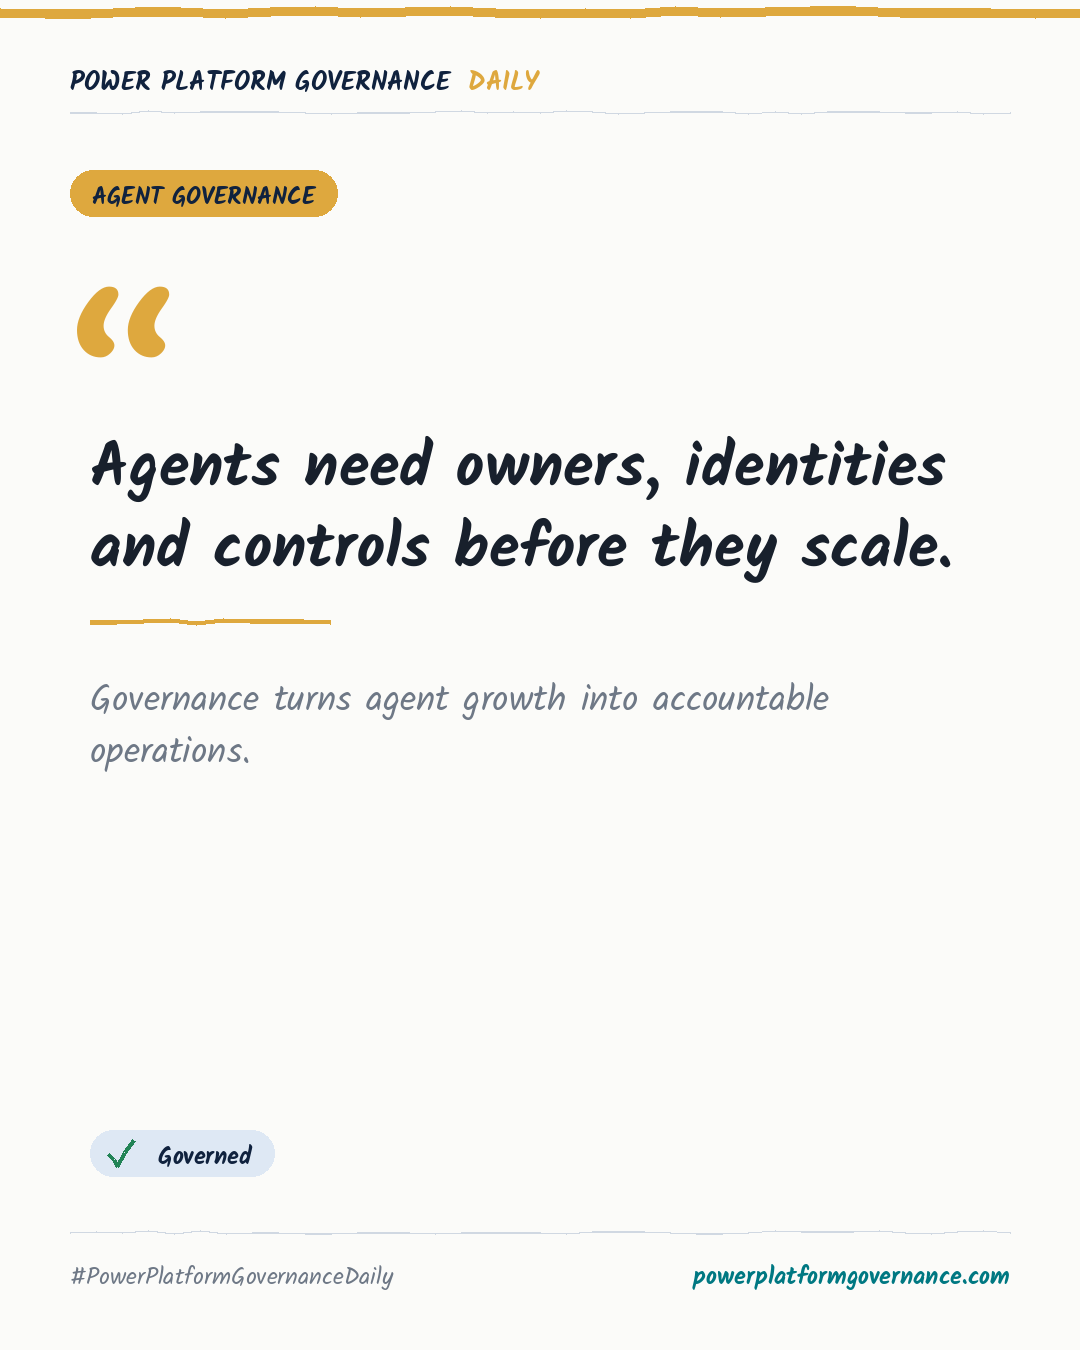 POWER PLATFORM GOVERNANCE DAILY
AGENT GOVERNANCE
“
Agents need owners, identities
and controls before they scale.
Governance turns agent growth into accountable
operations.
✓ Governed
#PowerPlatformGovernanceDaily
powerplatformgovernance.com